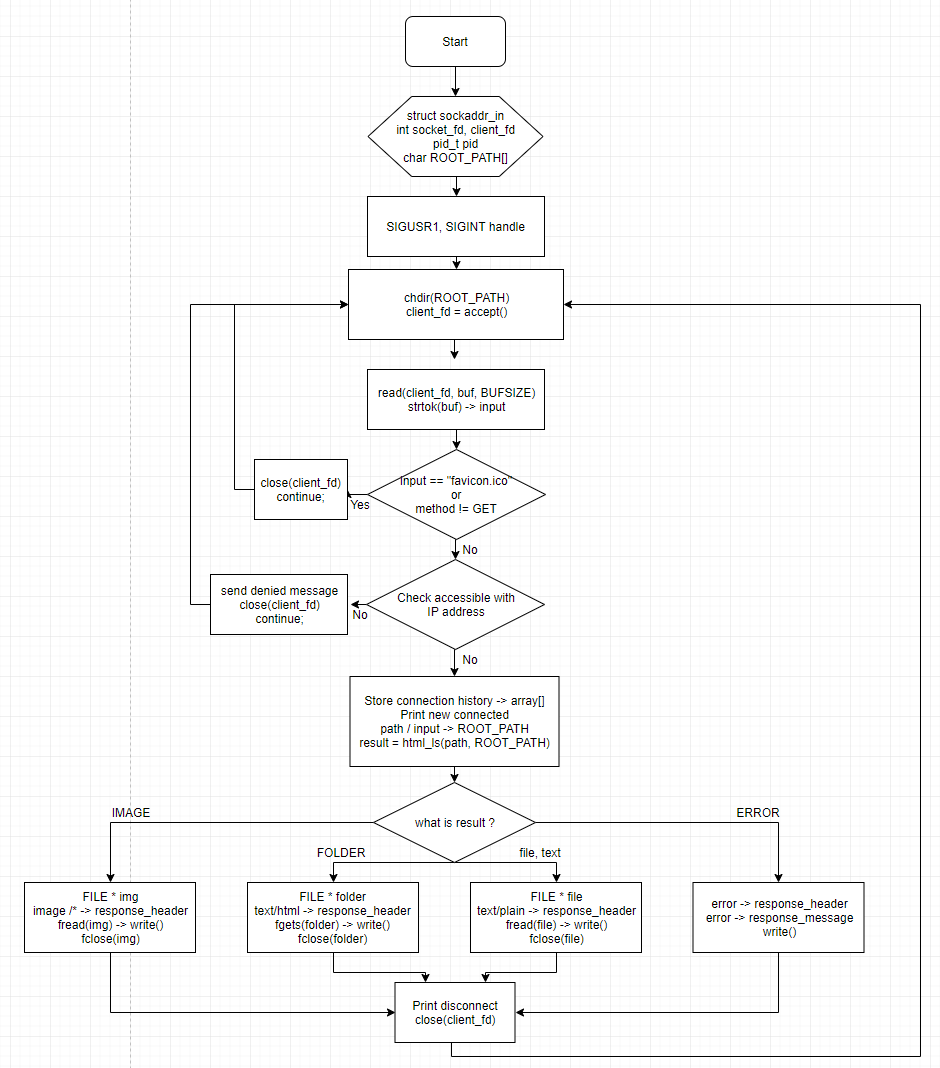 Start
struct sockaddr_in
int socket_fd, client_fd
pid_t pid
char ROOT_PATH[]
SIGUSR1, SIGINT handle
chdir(ROOT_PATH)
client_fd = accept()
read(client_fd, buf, BUFSIZE)
strtok(buf) -> input
input == "favicon.ico"
or
method != GET
Yes
close(client_fd)
continue;
No
Check accessible with
IP address
No
send denied message
close(client_fd)
continue;
No
Store connection history -> array[]
Print new connected
path / input -> ROOT_PATH
result = html_ls(path, ROOT_PATH)
what is result ?
IMAGE
ERROR
FOLDER
file, text
FILE * img
image /* -> response_header
fread(img) -> write()
fclose(img)
FILE * folder
text/html -> response_header
fgets(folder) -> write()
fclose(folder)
FILE * file
text/plain -> response_header
fread(file) -> write()
fclose(file)
error -> response_header
error -> response_message
write()
Print disconnect
close(client_fd)